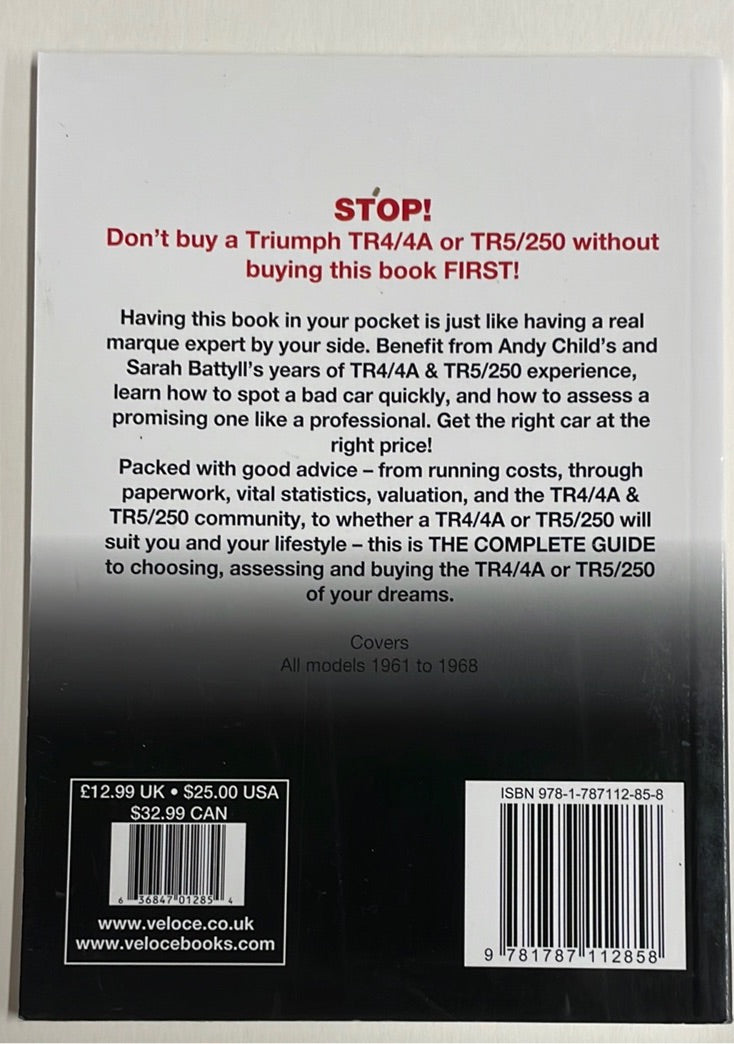 STOP!
Don't buy a Triumph TR4/4A or TR5/250 without
buying this book FIRST!
Having this book in your pocket is just like having a real
marque expert by your side. Benefit from Andy Child's and
Sarah Battyll's years of TR4/4A & TR5/250 experience,
learn how to spot a bad car quickly, and how to assess a
promising one like a professional. Get the right car at the
right price!
Packed with good advice – from running costs, through
paperwork, vital statistics, valuation, and the TR4/4A &
TR5/250 community, to whether a TR4/4A or TR5/250 will
suit you and your lifestyle – this is THE COMPLETE GUIDE
to choosing, assessing and buying the TR4/4A or TR5/250
of your dreams.
Covers
All models 1961 to 1968
£12.99 UK • $25.00 USA
$32.99 CAN
6 36847 01285 4
www.veloce.co.uk
www.velocebooks.com
ISBN 978-1-787112-85-8
9 781787 112858